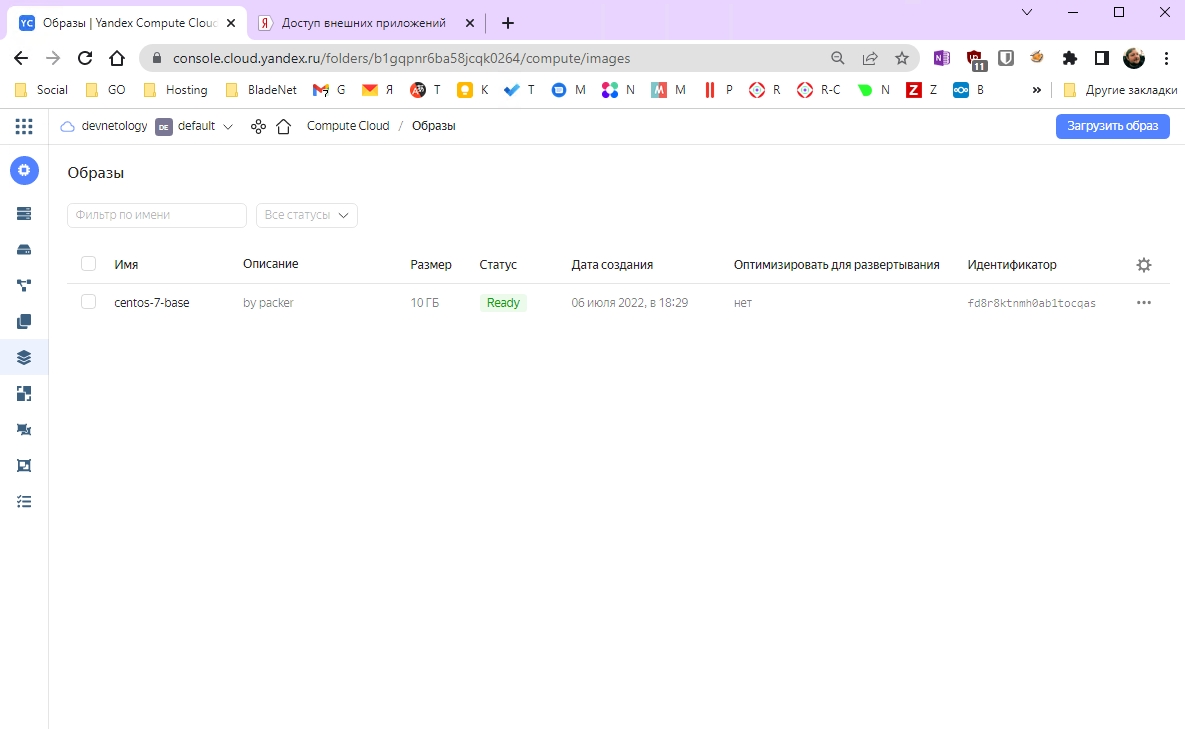 YC Образы | Yandex Compute Clou Я Доступ внешних приложений
console.cloud.yandex.ru/folders/b1gqpnr6ba58jcqk0264/compute/images 11
Social GO Hosting BladeNet G Я T K T M N M P R R-C N Z Z B » Другие закладки
devnetology DE default Compute Cloud / Образы Загрузить образ
Образы
Фильтр по имени Все статусы
Имя Описание Размер Статус Дата создания Оптимизировать для развертывания Идентификатор
centos-7-base by packer 10 ГБ Ready 06 июля 2022, в 18:29 нет fd8r8ktnmh0ab1tocqas